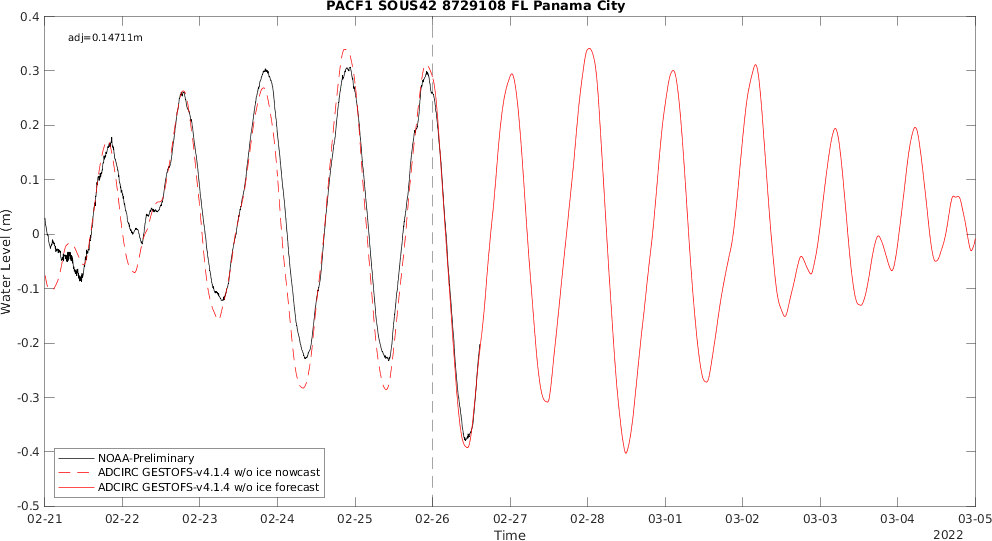 PACF1 SOUS42 8729108 FL Panama City
adj=0.14711m
Water Level (m)
0.4
0.3
0.2
0.1
0
-0.1
-0.2
-0.3
-0.4
-0.5
NOAA-Preliminary
ADCIRC GESTOFS-v4.1.4 w/o ice nowcast
ADCIRC GESTOFS-v4.1.4 w/o ice forecast
02-21 02-22 02-23 02-24 02-25 02-26 02-27 02-28 03-01 03-02 03-03 03-04 03-05
Time
2022